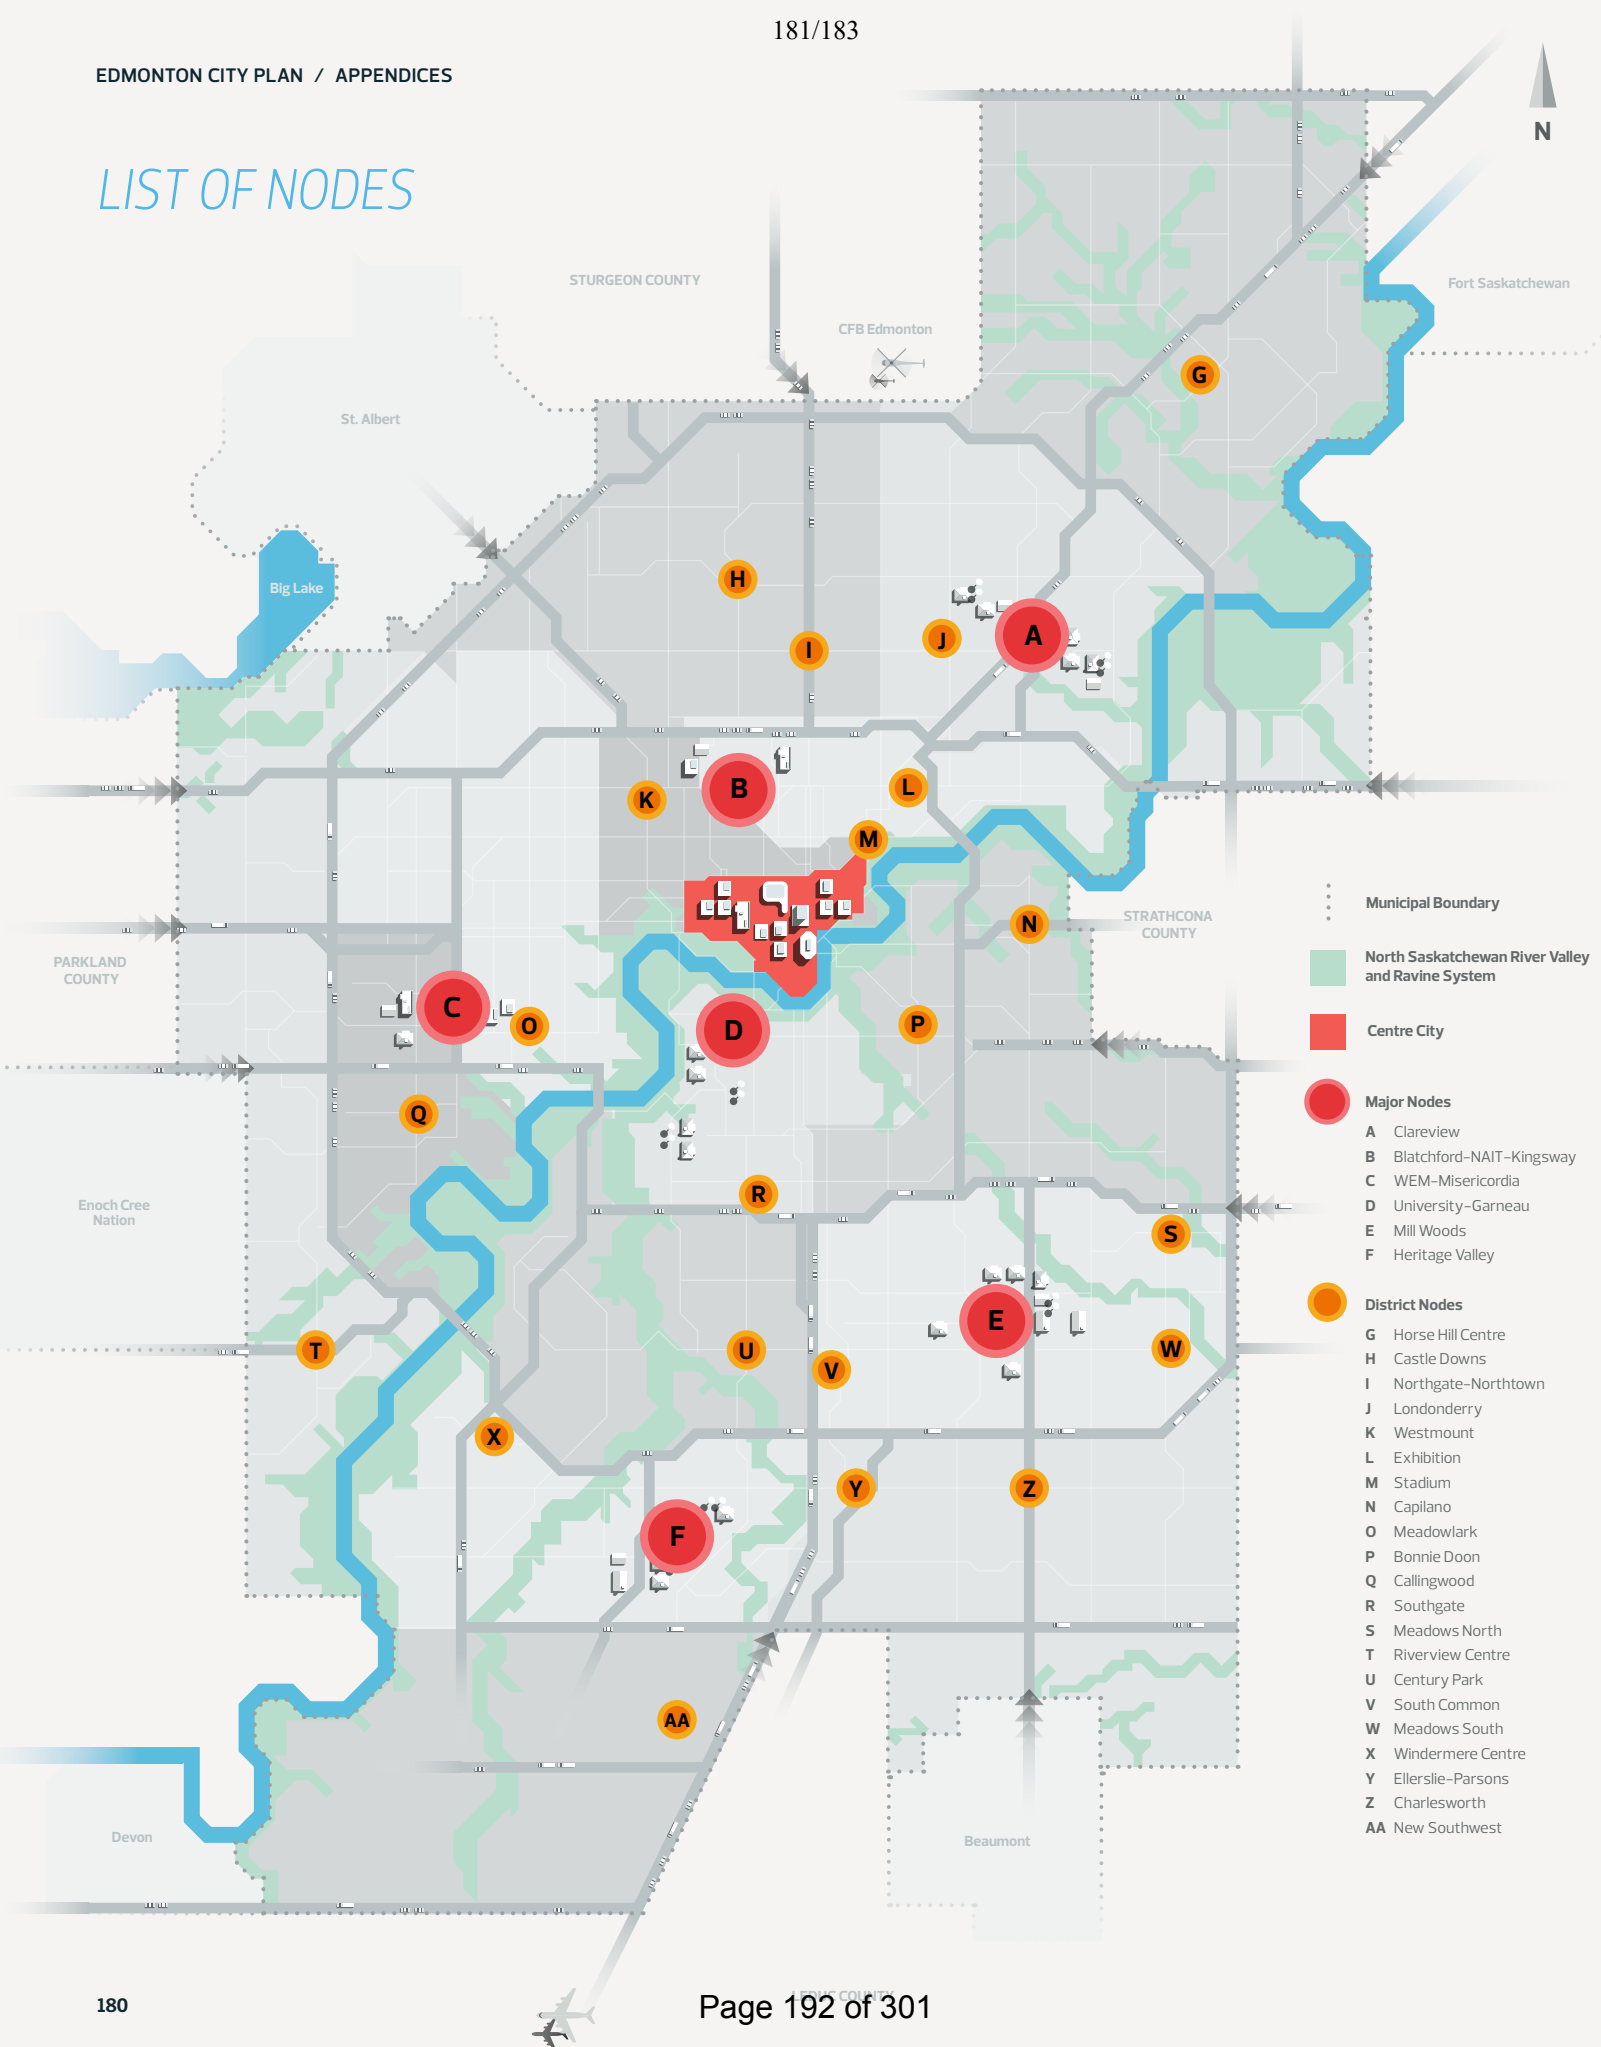 181/183
EDMONTON CITY PLAN / APPENDICES
LIST OF NODES
N
STURGEON COUNTY
Fort Saskatchewan
CFB Edmonton
G
St. Albert
H
Big Lake
J
A
I
B
L
K
M
STRATHCONA
COUNTY
N
PARKLAND
COUNTY
C
O
D
P
Q
Enoch Cree
Nation
R
S
E
T
U
V
W
X
Y
Z
F
AA
Devon
Beaumont
Municipal Boundary
North Saskatchewan River Valley
and Ravine System
Centre City
Major Nodes
A Clareview
B Blatchford-NAIT-Kingsway
C WEM-Misericordia
D University-Garneau
E Mill Woods
F Heritage Valley
District Nodes
G Horse Hill Centre
H Castle Downs
I Northgate-Northtown
J Londonderry
K Westmount
L Exhibition
M Stadium
N Capilano
O Meadowlark
P Bonnie Doon
Q Callingwood
R Southgate
S Meadows North
T Riverview Centre
U Century Park
V South Common
W Meadows South
X Windermere Centre
Y Ellerslie-Parsons
Z Charlesworth
AA New Southwest
LEDUC COUNTY
180
Page 192 of 301